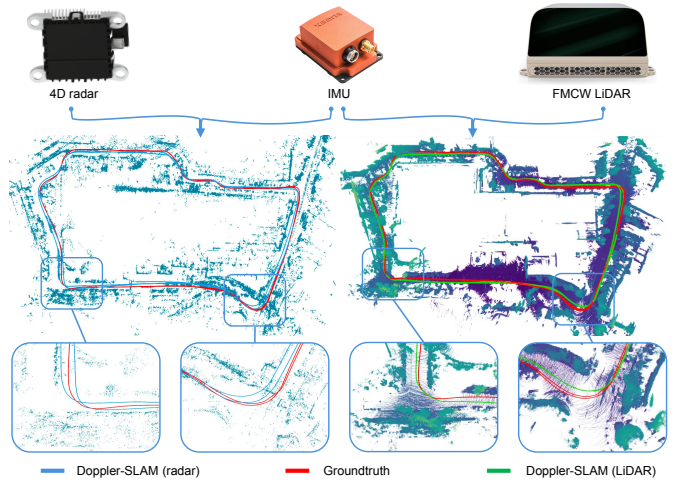 4D radar
IMU
FMCW LiDAR
Doppler-SLAM (radar)
Groundtruth
Doppler-SLAM (LiDAR)